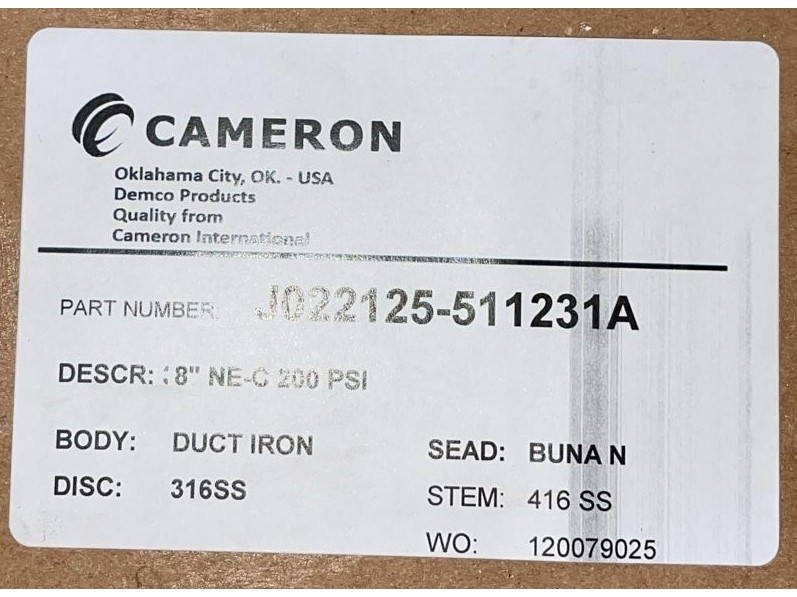 CAMERON
Oklahoma City, OK. - USA
Demco Products
Quality from
Cameron International
PART NUMBER: J022125-511231A
DESCR: 8" NE-C 200 PSI
BODY: DUCT IRON
SEAD: BUNA N
DISC: 316SS
STEM: 416 SS
WO: 120079025